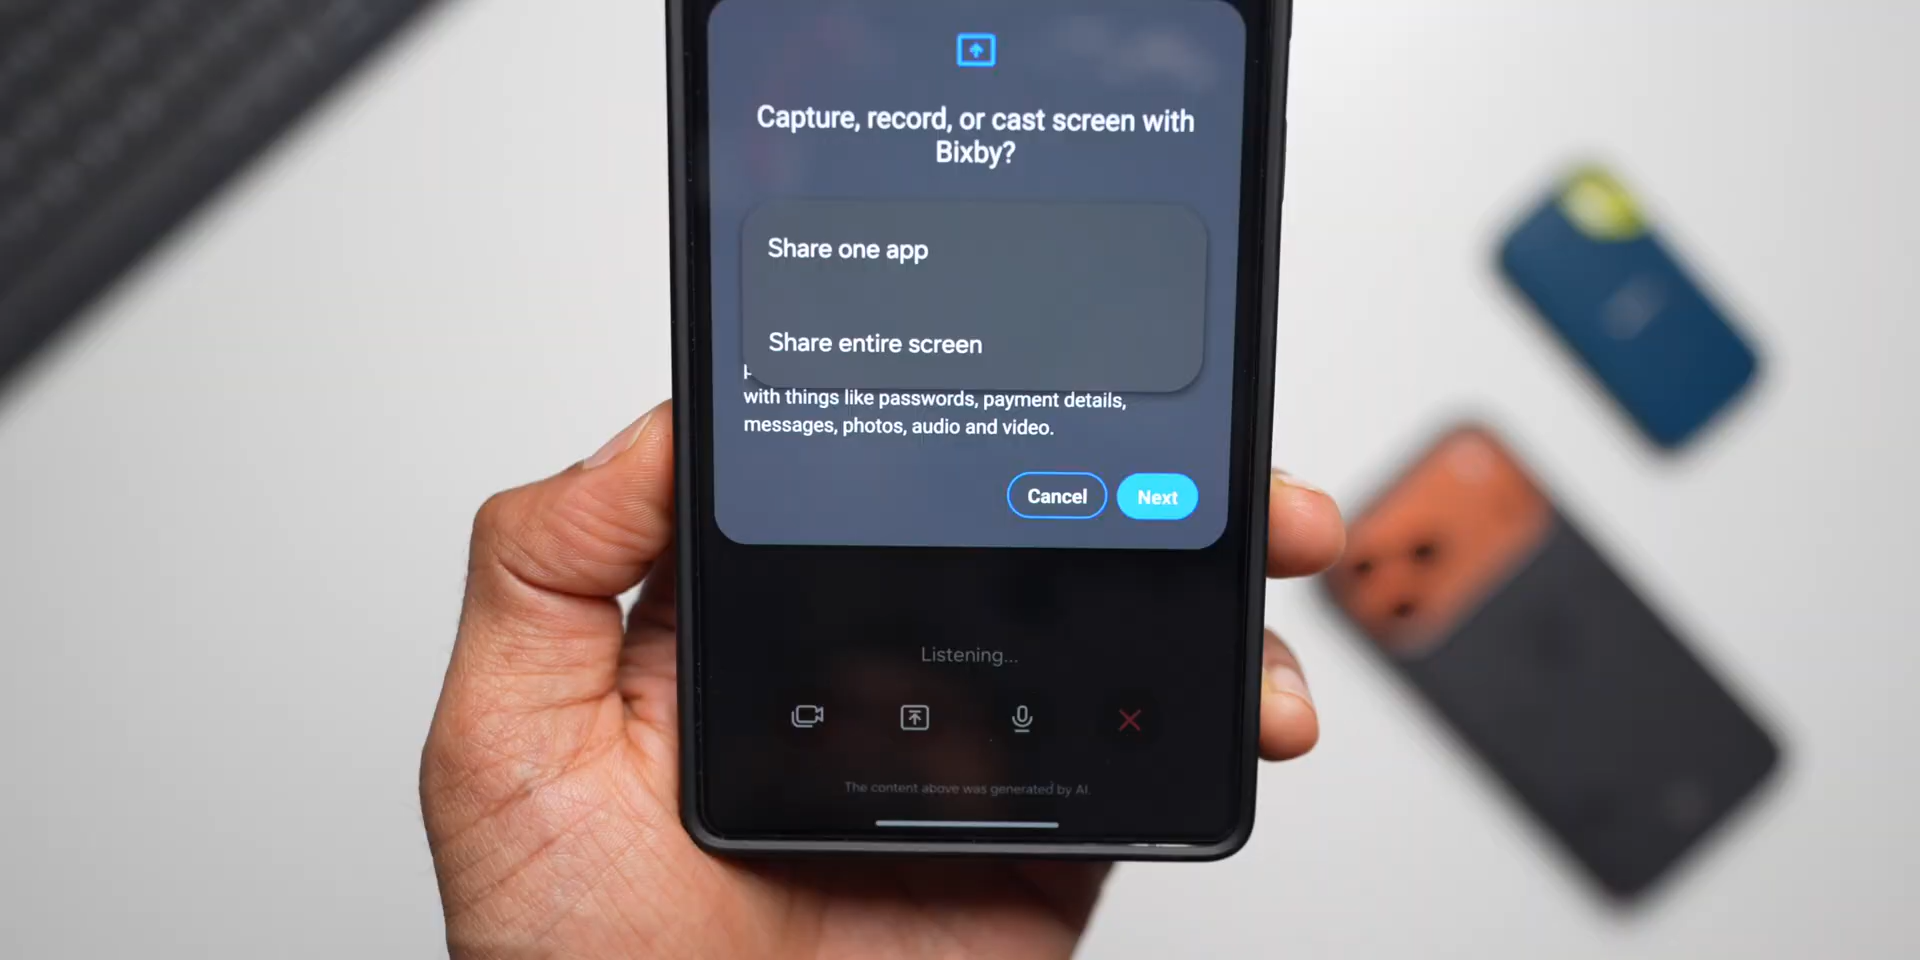 Capture, record, or cast screen with
Bixby?
Share one app
Share entire screen
with things like passwords, payment details,
messages, photos, audio and video.
Cancel
Next
Listening...
The content above was generated by AI.